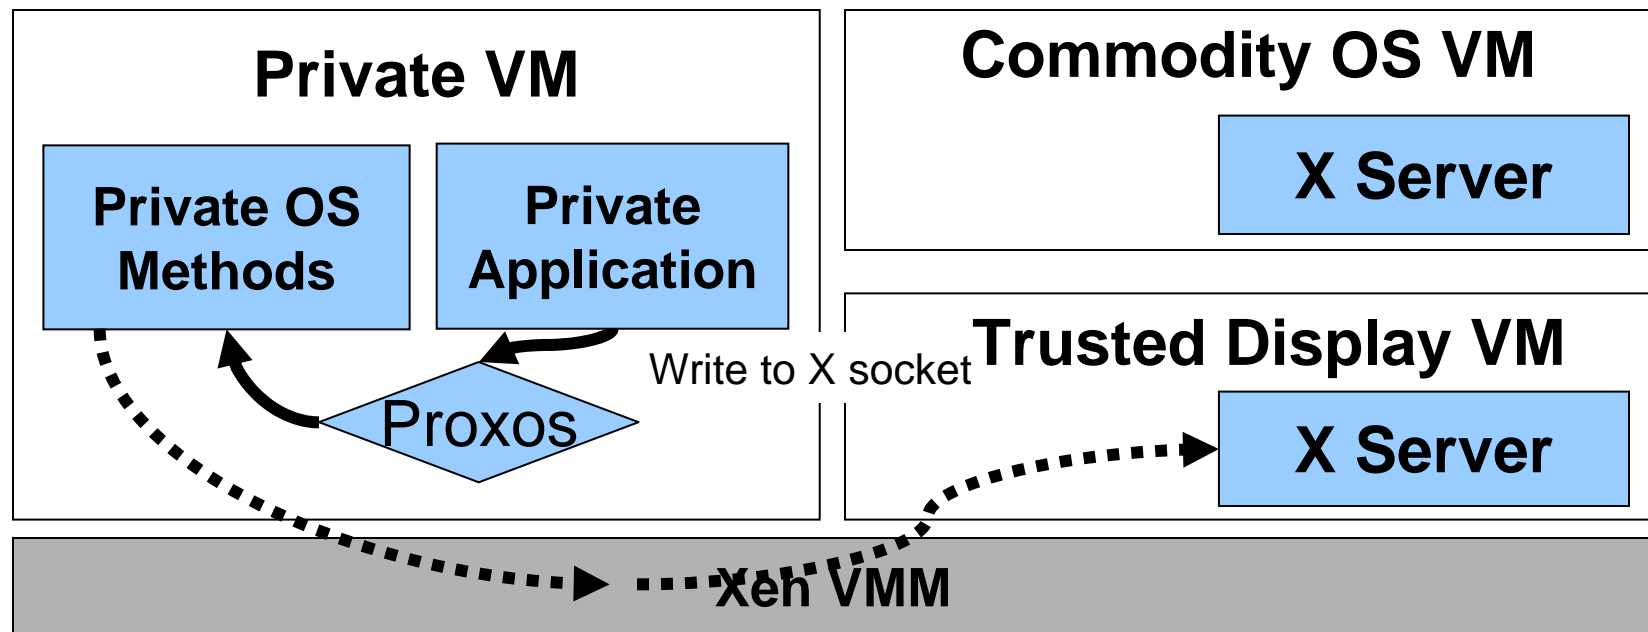 Private VM
Private OS
Methods
Private
Application
Proxos
Write to X socket
Commodity OS VM
X Server
Trusted Display VM
X Server
Xen VMM